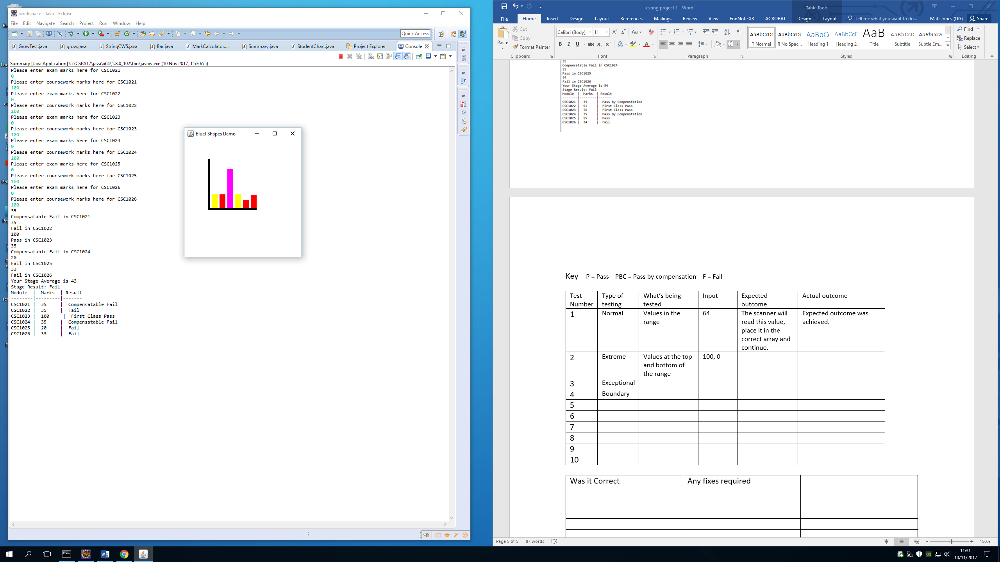 workspace - Java - Eclipse
File Edit Navigate Search Project Run Window Help
Quick Access
GrowTest.java grow.java StringCW5.java Bar.java MarkCalculator.... Summary.java StudentChart.java Project Explorer Console
Summary [Java Application] C:\CSPA17\java\x64\1.8.0_102\bin\javaw.exe (10 Nov 2017, 11:30:55)
Please enter exam marks here for CSC1021
0
Please enter coursework marks here for CSC1021
100
Please enter exam marks here for CSC1022
0
Please enter coursework marks here for CSC1022
100
Please enter exam marks here for CSC1023
0
Please enter coursework marks here for CSC1023
100
Please enter exam marks here for CSC1024
0
Please enter coursework marks here for CSC1024
100
Please enter exam marks here for CSC1025
0
Please enter coursework marks here for CSC1025
100
Please enter exam marks here for CSC1026
0
Please enter coursework marks here for CSC1026
100
35
Compensatable Fail in CSC1021
35
Fail in CSC1022
100
Pass in CSC1023
35
Compensatable Fail in CSC1024
20
Fail in CSC1025
33
Fail in CSC1026
Your Stage Average is 43
Stage Result: Fail
Module | Marks | Result
--------|---------|-------
CSC1021 | 35 | Compensatable Fail
CSC1022 | 35 | Fail
CSC1023 | 100 | First Class Pass
CSC1024 | 35 | Compensatable Fail
CSC1025 | 20 | Fail
CSC1026 | 33 | Fail
BlueJ Shapes Demo
Testing project 1 - Word
Table Tools
File Home Insert Design Layout References Mailings Review View EndNote X8 ACROBAT Design Layout Tell me what you want to do... Matt Jones (UG) Share
Paste
Cut
Copy
Format Painter
Clipboard
Calibri (Body) 11
Font
Paragraph
AaBbCcDc AaBbCcDc AaBbCc AaBbCcD AaB AaBbCcD AaBbCcDc
¶ Normal ¶ No Spac... Heading 1 Heading 2 Title Subtitle Subtle Em...
Styles
Find
Replace
Select
Editing
35
Compensatable Fail in CSC1024
55
Pass in CSC1025
34
Fail in CSC1026
Your Stage Average is 54
Stage Result: Fail
Module | Marks | Result
--------|--------|-------
CSC1021 | 35 | Pass By Compenstation
CSC1022 | 91 | First Class Pass
CSC1023 | 76 | First Class Pass
CSC1024 | 35 | Pass By Compenstation
CSC1025 | 55 | Pass
CSC1026 | 34 | Fail
Key P = Pass PBC = Pass by compensation F = Fail
Test Number Type of testing What's being tested Input Expected outcome Actual outcome
1 Normal Values in the range 64 The scanner will read this value, place it in the correct array and continue. Expected outcome was achieved.
2 Extreme Values at the top and bottom of the range 100, 0
3 Exceptional
4 Boundary
5
6
7
8
9
10
Was it Correct Any fixes required
Page 5 of 5 87 words
150%
11:31
10/11/2017